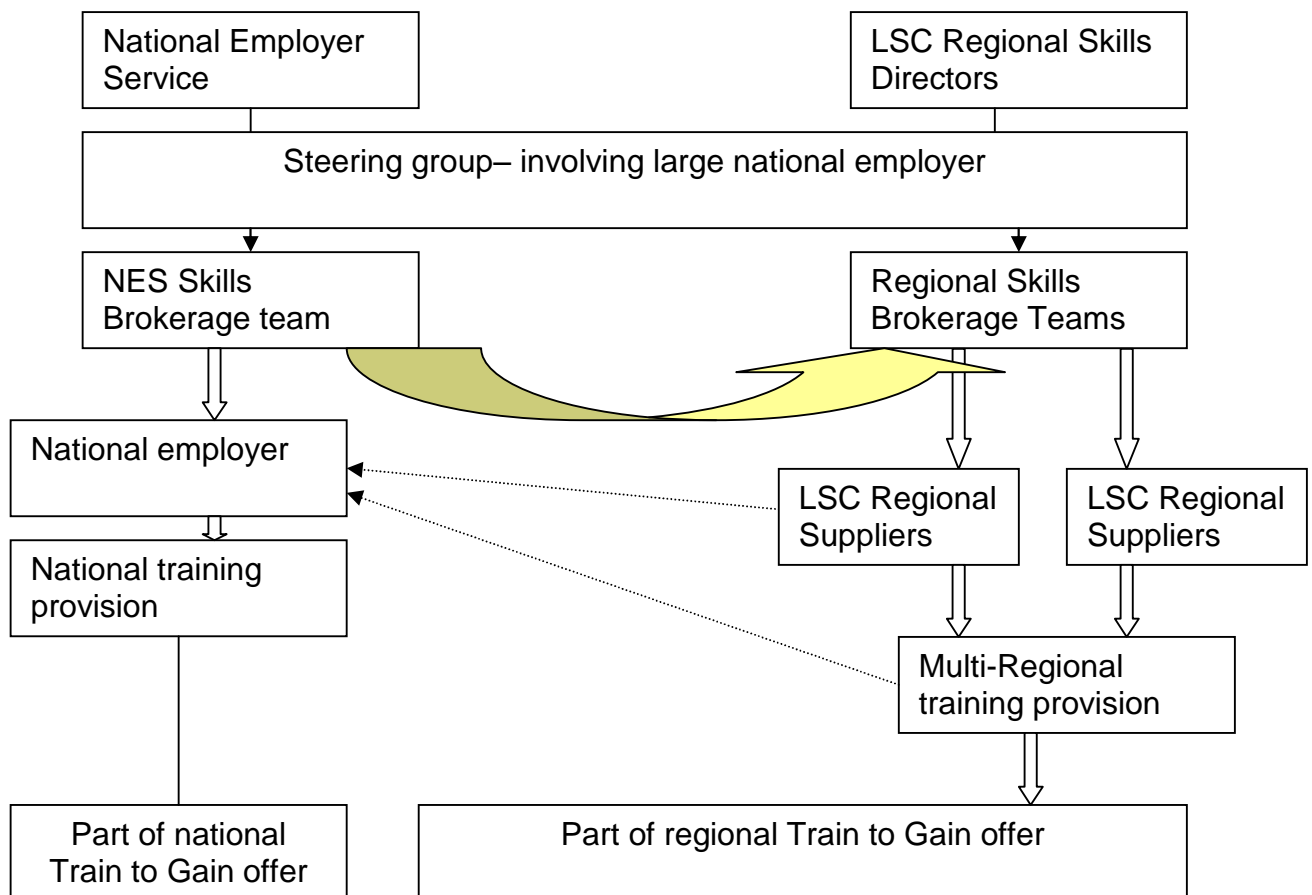 National Employer
Service
LSC Regional Skills
Directors
Steering group– involving large national employer
NES Skills
Brokerage team
Regional Skills
Brokerage Teams
National employer
LSC Regional
Suppliers
LSC Regional
Suppliers
National training
provision
Multi-Regional
training provision
Part of national
Train to Gain offer
Part of regional Train to Gain offer